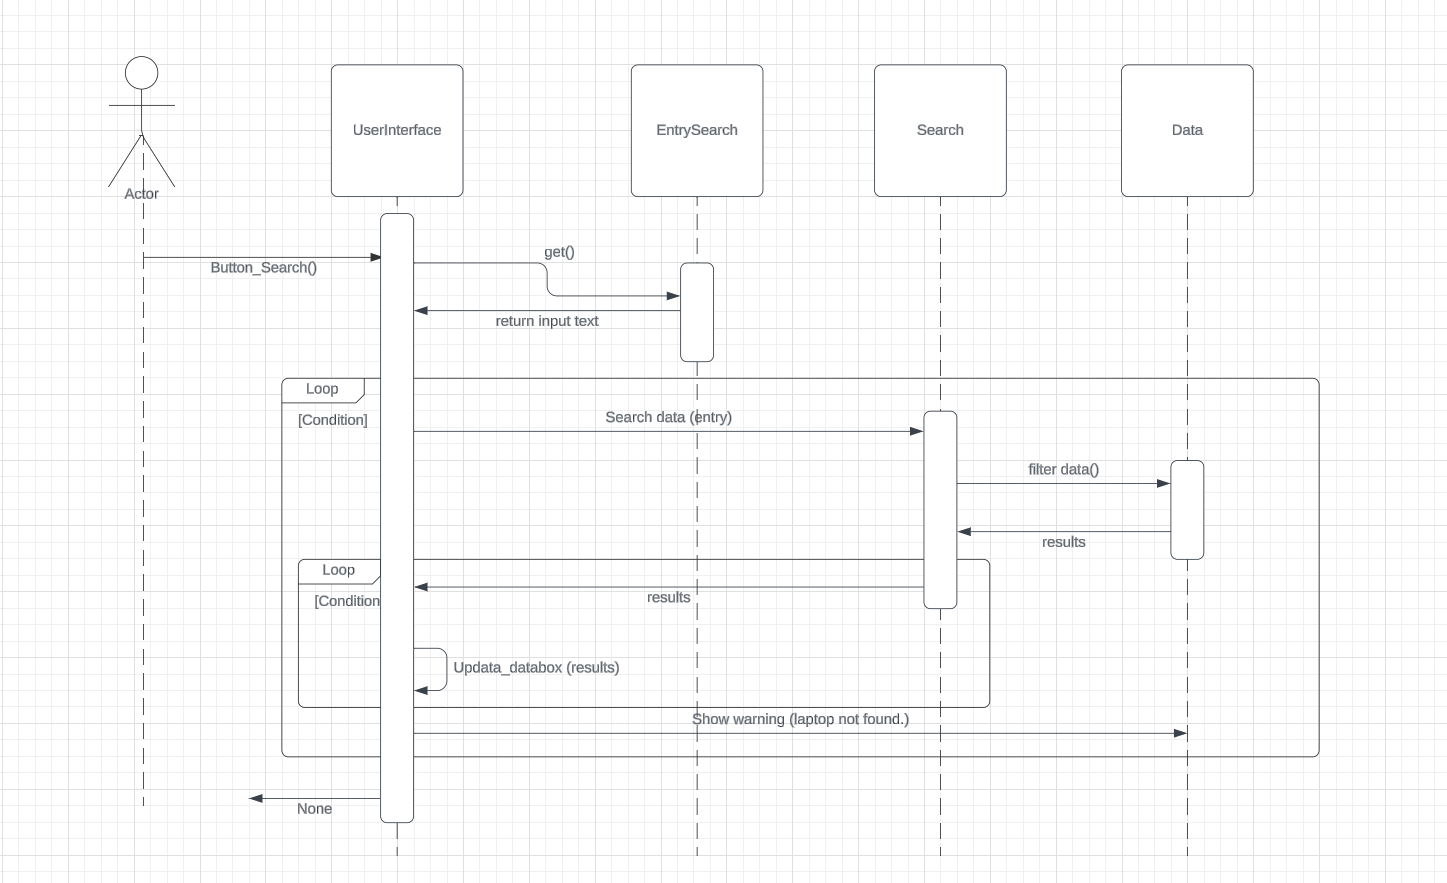 UserInterface
EntrySearch
Search
Data
Actor
Button_Search()
get()
return input text
Loop
[Condition]
Search data (entry)
filter data()
results
Loop
[Condition
results
Updata_databox (results)
Show warning (laptop not found.)
None